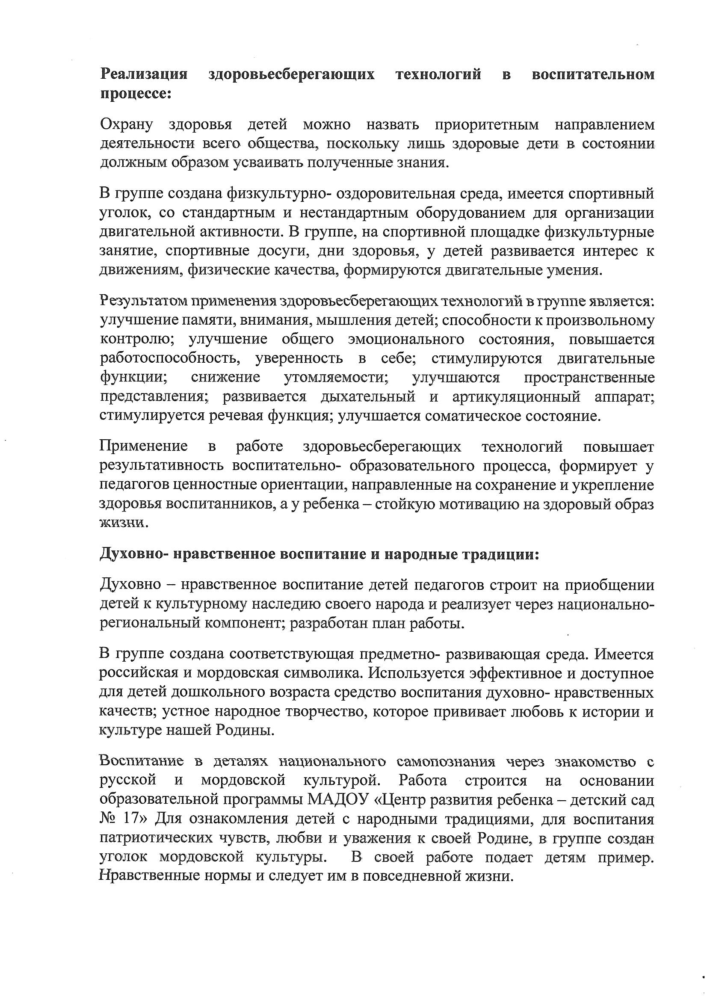 Реализация здоровьесберегающих технологий в воспитательном
процессе:
Охрану здоровья детей можно назвать приоритетным направлением
деятельности всего общества, поскольку лишь здоровые дети в состоянии
должным образом усваивать полученные знания.
В группе создана физкультурно- оздоровительная среда, имеется спортивный
уголок, со стандартным и нестандартным оборудованием для организации
двигательной активности. В группе, на спортивной площадке физкультурные
занятие, спортивные досуги, дни здоровья, у детей развивается интерес к
движениям, физические качества, формируются двигательные умения.
Результатом применения здоровьесберегающих технологий в группе является:
улучшение памяти, внимания, мышления детей; способности к произвольному
контролю; улучшение общего эмоционального состояния, повышается
работоспособность, уверенность в себе; стимулируются двигательные
функции; снижение утомляемости; улучшаются пространственные
представления; развивается дыхательный и артикуляционный аппарат;
стимулируется речевая функция; улучшается соматическое состояние.
Применение в работе здоровьесберегающих технологий повышает
результативность воспитательно- образовательного процесса, формирует у
педагогов ценностные ориентации, направленные на сохранение и укрепление
здоровья воспитанников, а у ребенка – стойкую мотивацию на здоровый образ
жизни.
Духовно- нравственное воспитание и народные традиции:
Духовно – нравственное воспитание детей педагогов строит на приобщении
детей к культурному наследию своего народа и реализует через национально-
региональный компонент; разработан план работы.
В группе создана соответствующая предметно- развивающая среда. Имеется
российская и мордовская символика. Используется эффективное и доступное
для детей дошкольного возраста средство воспитания духовно- нравственных
качеств; устное народное творчество, которое прививает любовь к истории и
культуре нашей Родины.
Воспитание в деталях национального самопознания через знакомство с
русской и мордовской культурой. Работа строится на основании
образовательной программы МАДОУ «Центр развития ребенка – детский сад
№ 17» Для ознакомления детей с народными традициями, для воспитания
патриотических чувств, любви и уважения к своей Родине, в группе создан
уголок мордовской культуры. В своей работе подает детям пример.
Нравственные нормы и следует им в повседневной жизни.